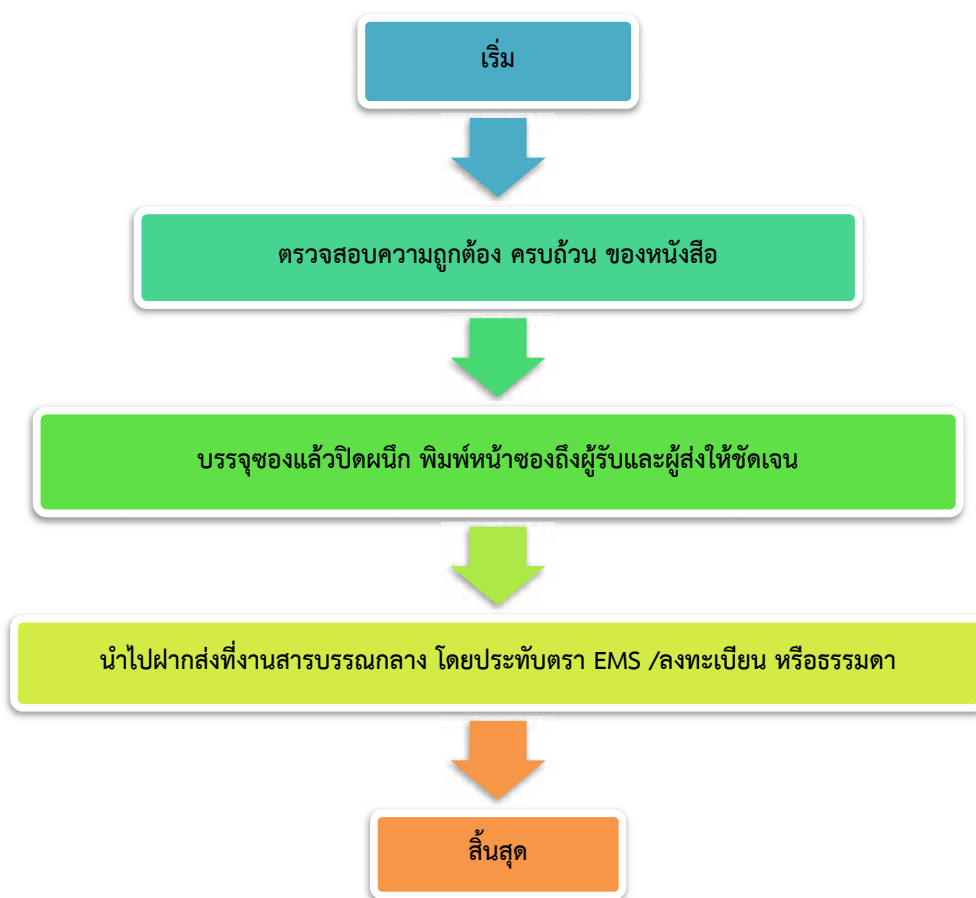 เริ่ม
ตรวจสอบความถูกต้อง ครบถ้วน ของหนังสือ
บรรจุซองแล้วปิดผนึก พิมพ์หน้าซองถึงผู้รับและผู้ส่งให้ชัดเจน
นำไปฝากส่งที่งานสารบรรณกลาง โดยประทับตรา EMS /ลงทะเบียน หรือธรรมดา
สิ้นสุด